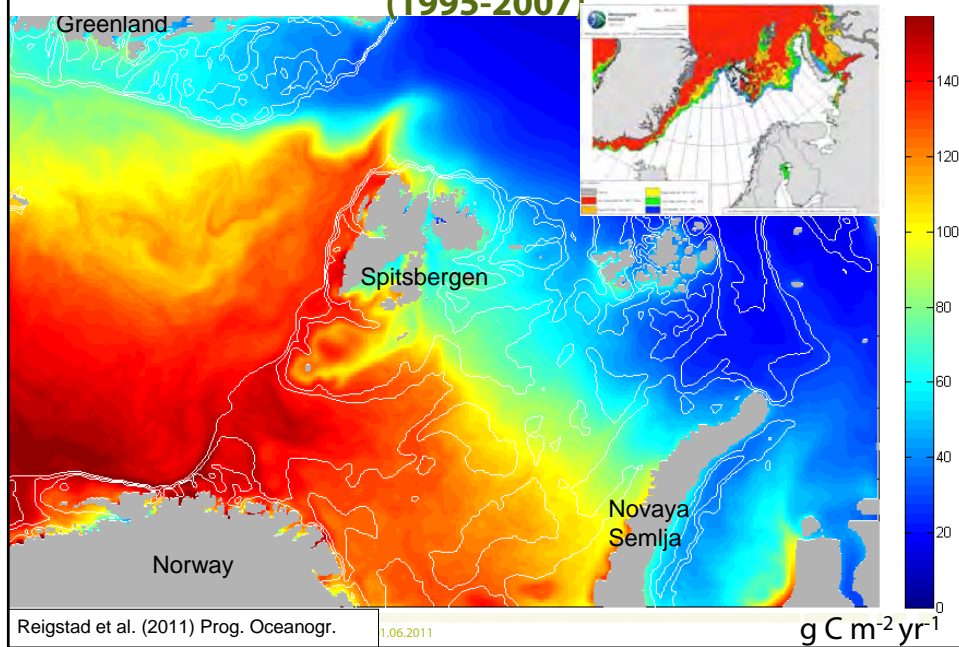 (1995-2007)
Greenland
140
120
100
80
60
40
20
0
Spitsbergen
Novaya
Semlja
Norway
Reigstad et al. (2011) Prog. Oceanogr.
1.06.2011
g C m⁻² yr⁻¹